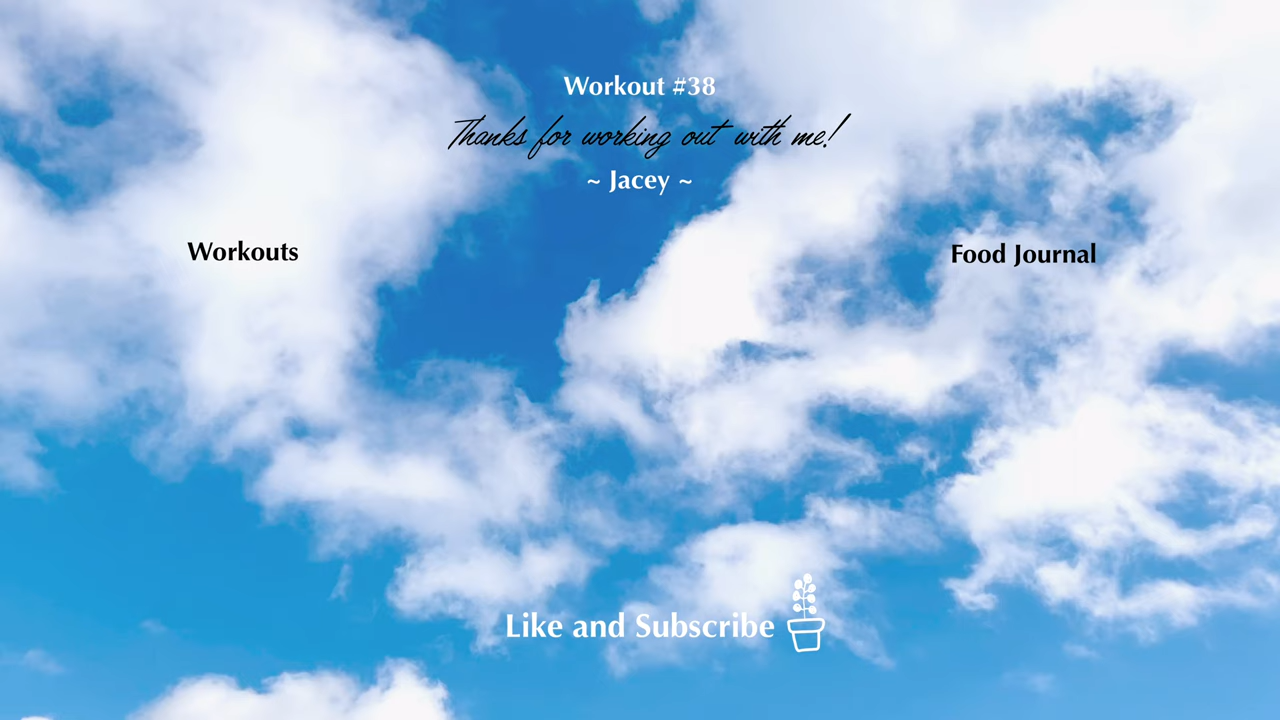 Workout #38
Thanks for working out with me!
~ Jacey ~
Workouts
Food Journal
Like and Subscribe